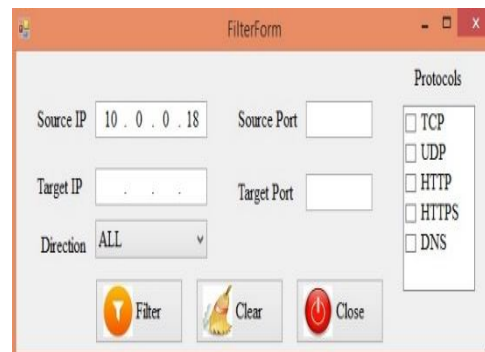 FilterForm
Protocols
Source IP 10 . 0 . 0 . 18 Source Port
TCP
UDP
Target IP . . . Target Port
HTTP
HTTPS
Direction ALL
DNS
Filter Clear Close